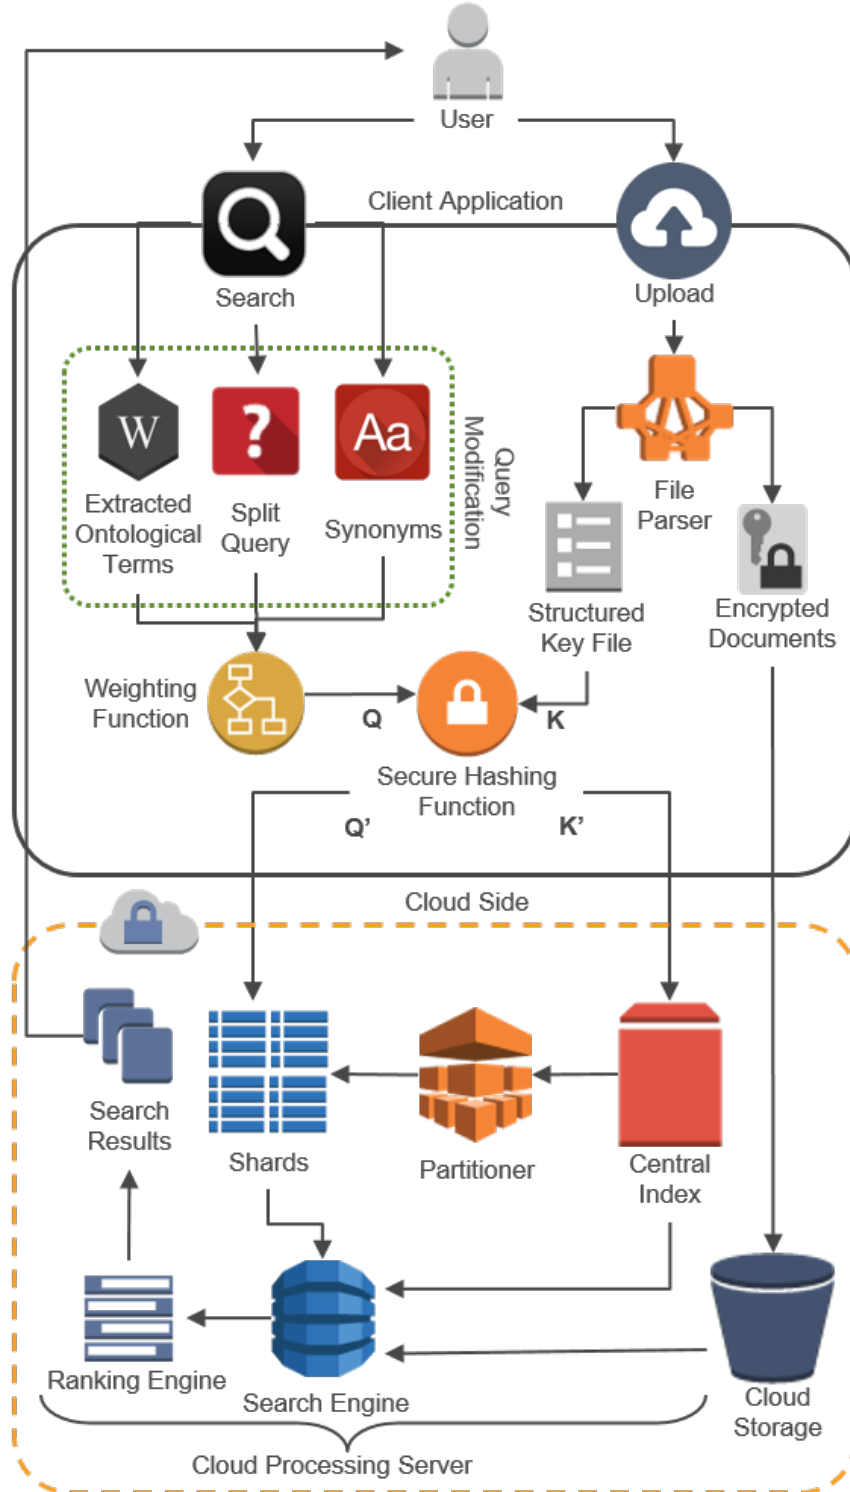 User
Client Application
Search
Upload
W
?
Aa
Query
Modification
Extracted
Ontological
Terms
Split
Query
Synonyms
File
Parser
Structured
Key File
Encrypted
Documents
Weighting
Function
Q
K
Secure Hashing
Function
Q’
K’
Cloud Side
Search
Results
Shards
Partitioner
Central
Index
Ranking Engine
Search Engine
Cloud
Storage
Cloud Processing Server